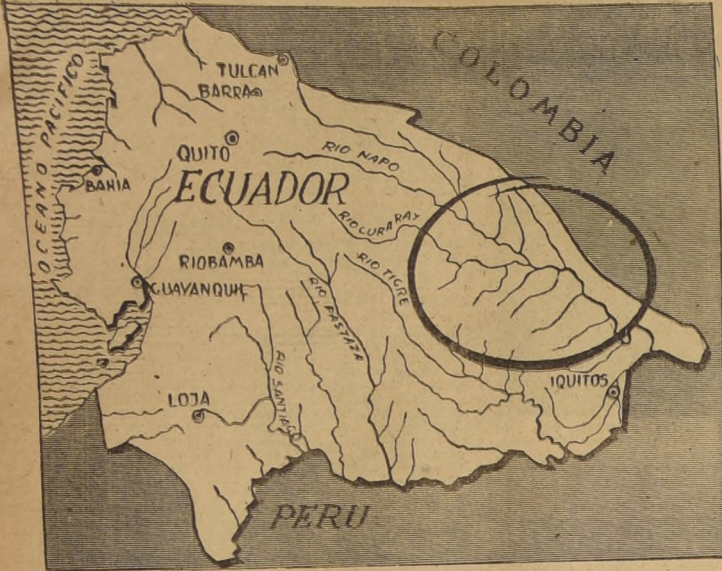 COLOMBIA
OCEANO PACIFICO
TULCAN
BARRA
QUITO
RIO NAPO
BAHIA
ECUADOR
RIO CURARAY
RIOBAMBA
RIO TIGRE
GUAYANQUIL
RIO PASTAZA
RIO SANTIAGO
IQUITOS
LOJA
PERU